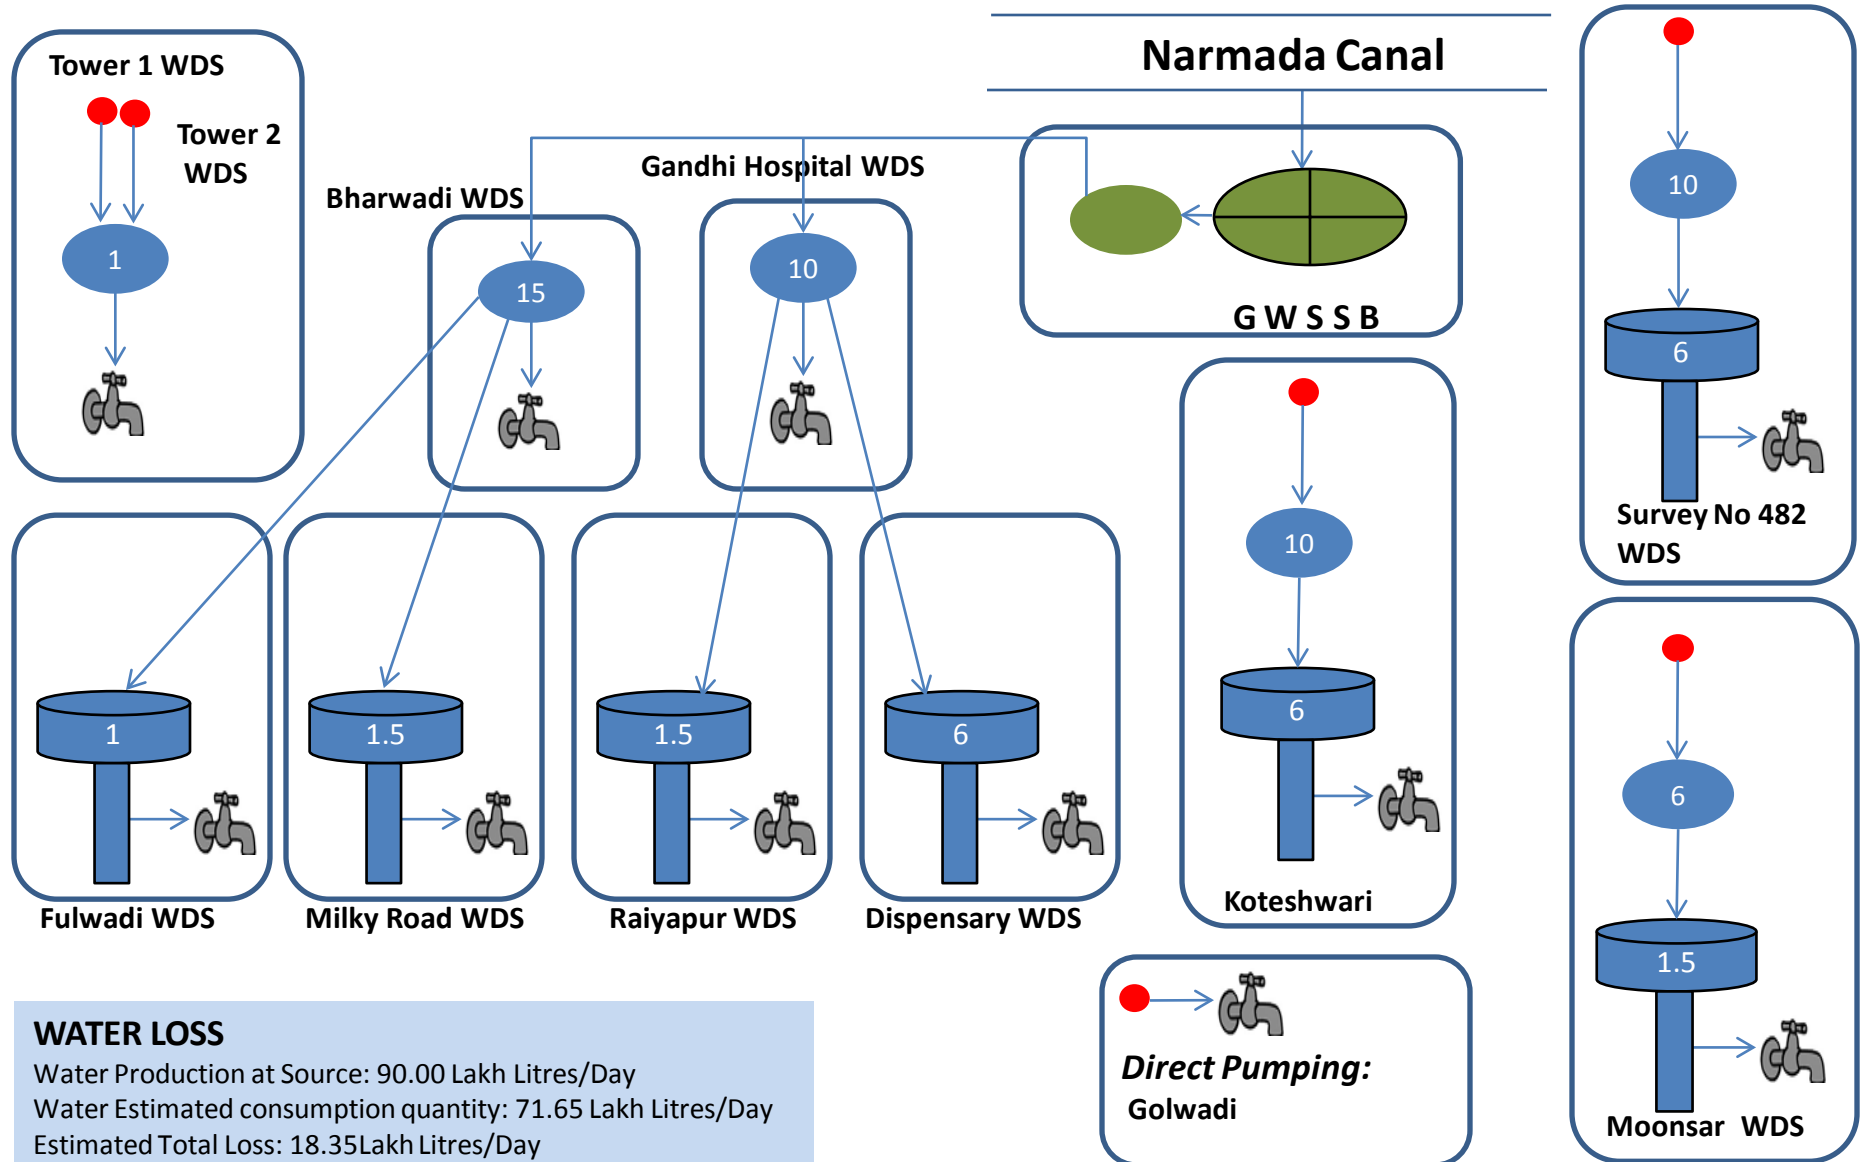 Narmada Canal
Tower 1 WDS
Tower 2
WDS
1
Bharwadi WDS
15
Gandhi Hospital WDS
10
G W S S B
10
6
Survey No 482
WDS
1
Fulwadi WDS
1.5
Milky Road WDS
1.5
Raiyapur WDS
6
Dispensary WDS
10
6
Koteshwari
6
1.5
Moonsar WDS
Direct Pumping:
Golwadi
WATER LOSS
Water Production at Source: 90.00 Lakh Litres/Day
Water Estimated consumption quantity: 71.65 Lakh Litres/Day
Estimated Total Loss: 18.35Lakh Litres/Day